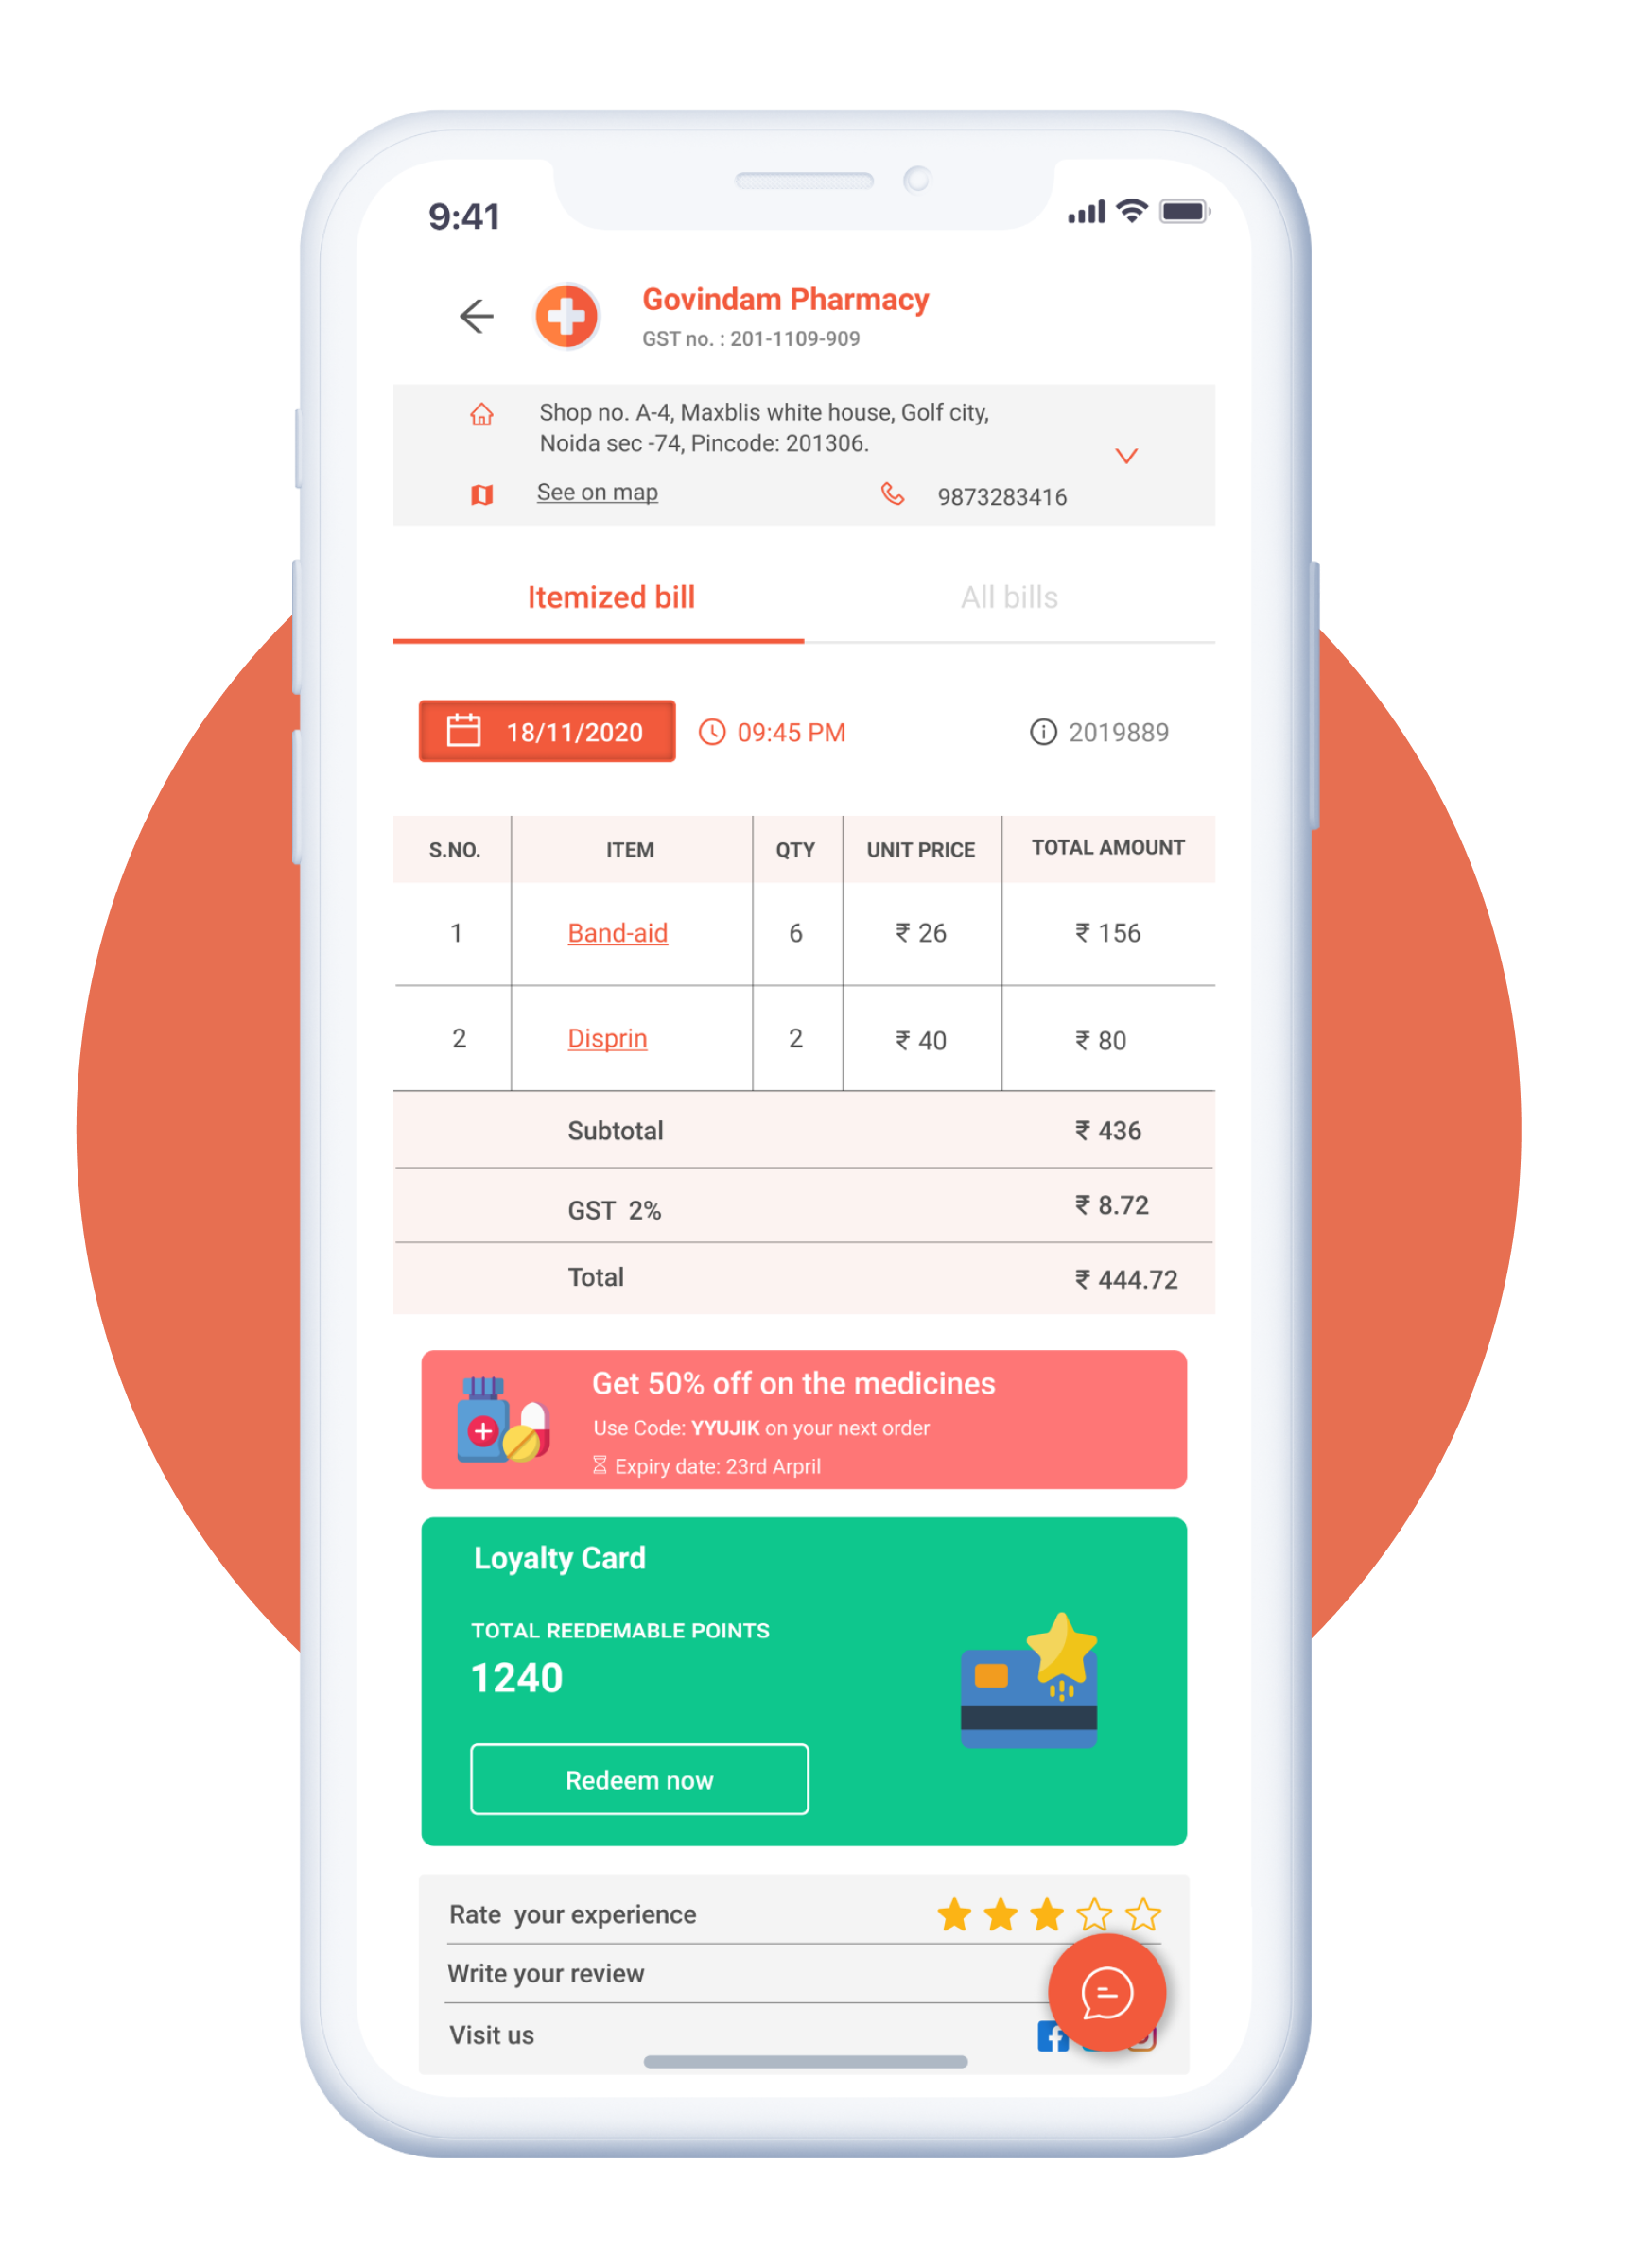 9:41
Govindam Pharmacy
GST no. : 201-1109-909
Shop no. A-4, Maxblis white house, Golf city,
Noida sec -74, Pincode: 201306.
See on map
9873283416
Itemized bill
All bills
18/11/2020
09:45 PM
2019889
S.NO. ITEM QTY UNIT PRICE TOTAL AMOUNT
1 Band-aid 6 ₹ 26 ₹ 156
2 Disprin 2 ₹ 40 ₹ 80
Subtotal ₹ 436
GST 2% ₹ 8.72
Total ₹ 444.72
Get 50% off on the medicines
Use Code: YYUJIK on your next order
Expiry date: 23rd Arpril
Loyalty Card
TOTAL REEDEMABLE POINTS
1240
Redeem now
Rate your experience
Write your review
Visit us